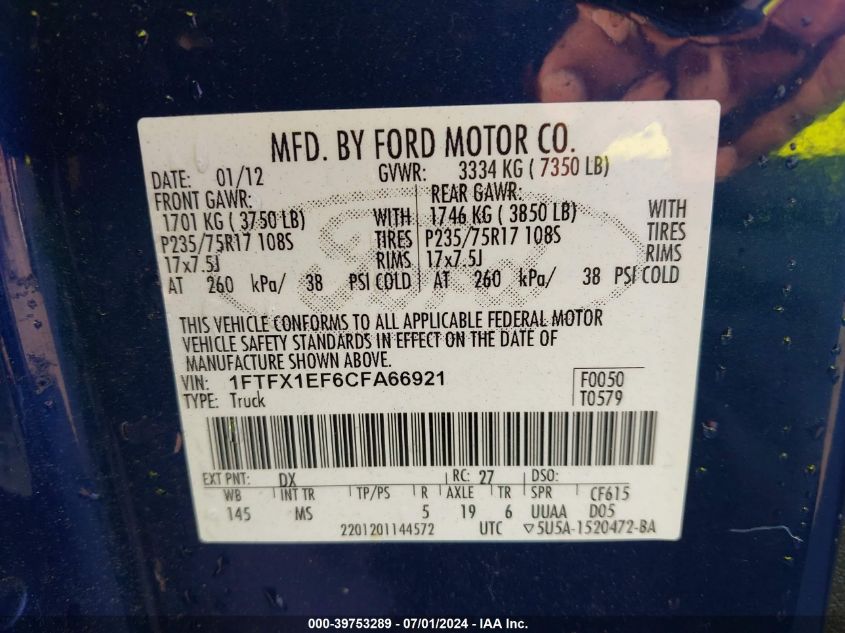 MFD. BY FORD MOTOR CO.
DATE: 01/12 GVWR: 3334 KG ( 7350 LB)
FRONT GAWR: REAR GAWR:
1701 KG ( 3750 LB) WITH 1746 KG ( 3850 LB) WITH
P235/75R17 108S TIRES P235/75R17 108S TIRES
17x7.5J RIMS 17x7.5J RIMS
AT 260 kPa/ 38 PSI COLD AT 260 kPa/ 38 PSI COLD
Ford
THIS VEHICLE CONFORMS TO ALL APPLICABLE FEDERAL MOTOR
VEHICLE SAFETY STANDARDS IN EFFECT ON THE DATE OF
MANUFACTURE SHOWN ABOVE.
VIN: 1FTFX1EF6CFA66921 F0050
TYPE: Truck T0579
EXT PNT: DX RC: 27 DSO:
WB INT TR TP/PS R AXLE TR SPR CF615
145 MS 5 19 6 UUAA D05
2201201144572 UTC ▽5U5A-1520472-BA
000-39753289 - 07/01/2024 - IAA Inc.